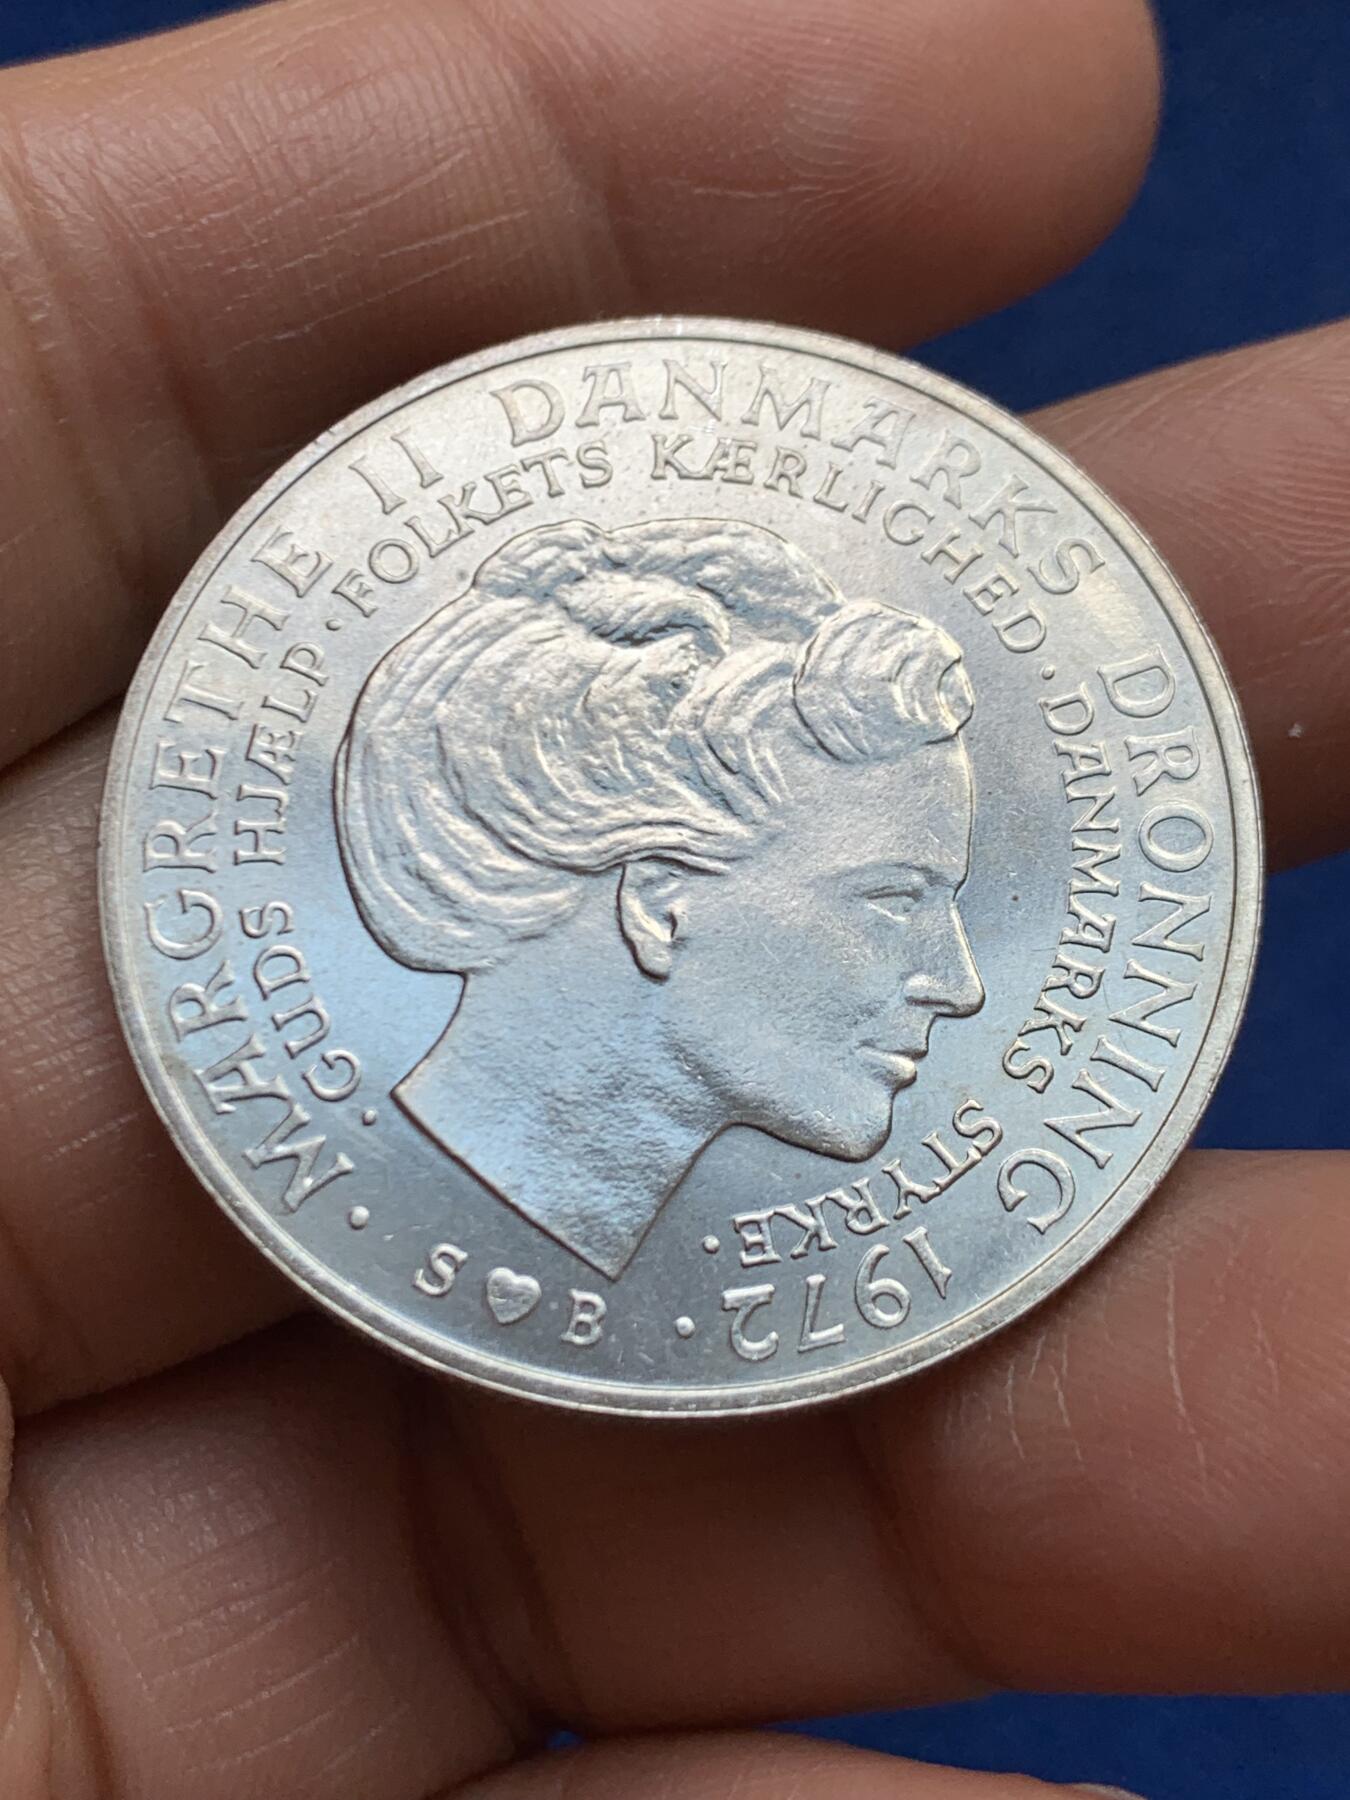 · MARGRETHE II DANMARKS DRONNING 1972 ·
· GUDS HJÆLP · FOLKETS KÆRLIGHED · DANMARKS STYRKE ·
S ♥ B